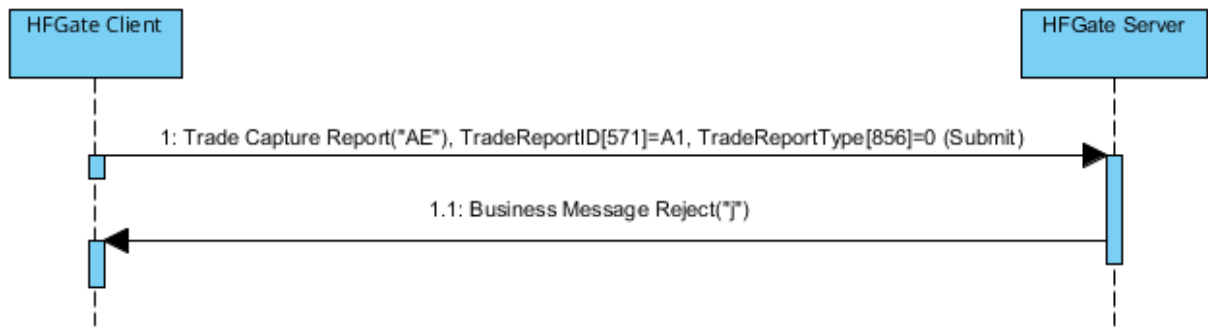 HFGate Client
HFGate Server
1: Trade Capture Report("AE"), TradeReportID[571]=A1, TradeReportType[856]=0 (Submit)
1.1: Business Message Reject("j")